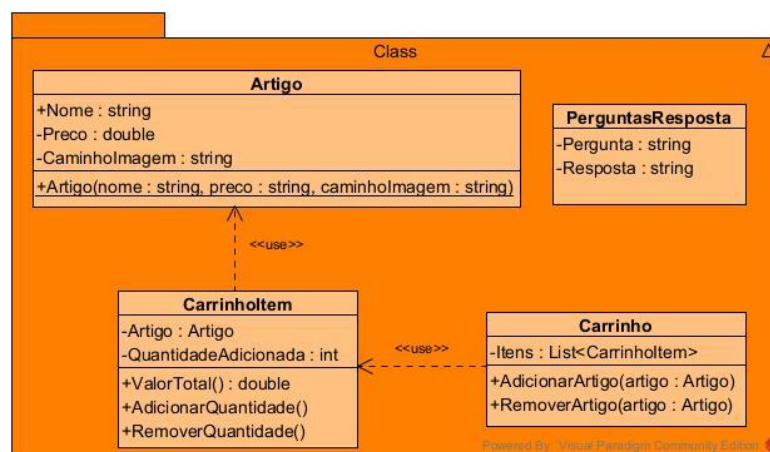 Class
Artigo
+Nome : string
-Preco : double
-CaminhoImagem : string
+Artigo(nome : string, preco : string, caminhoImagem : string)
PerguntasResposta
-Pergunta : string
-Resposta : string
<<use>>
CarrinhoItem
-Artigo : Artigo
-QuantidadeAdicionada : int
+ValorTotal() : double
+AdicionarQuantidade()
+RemoverQuantidade()
<<use>>
Carrinho
-Itens : List<CarrinhoItem>
+AdicionarArtigo(artigo : Artigo)
+RemoverArtigo(artigo : Artigo)
Powered By Visual Paradigm Community Edition